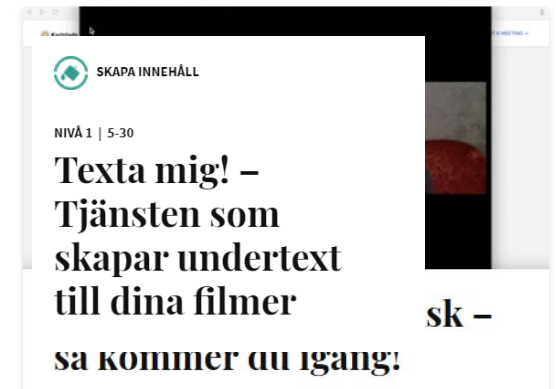 SKAPA INNEHÅLL
NIVÅ 1 | 5-30
Texta mig! –
Tjänsten som
skapar undertext
till dina filmer
sk –
så kommer du igång!